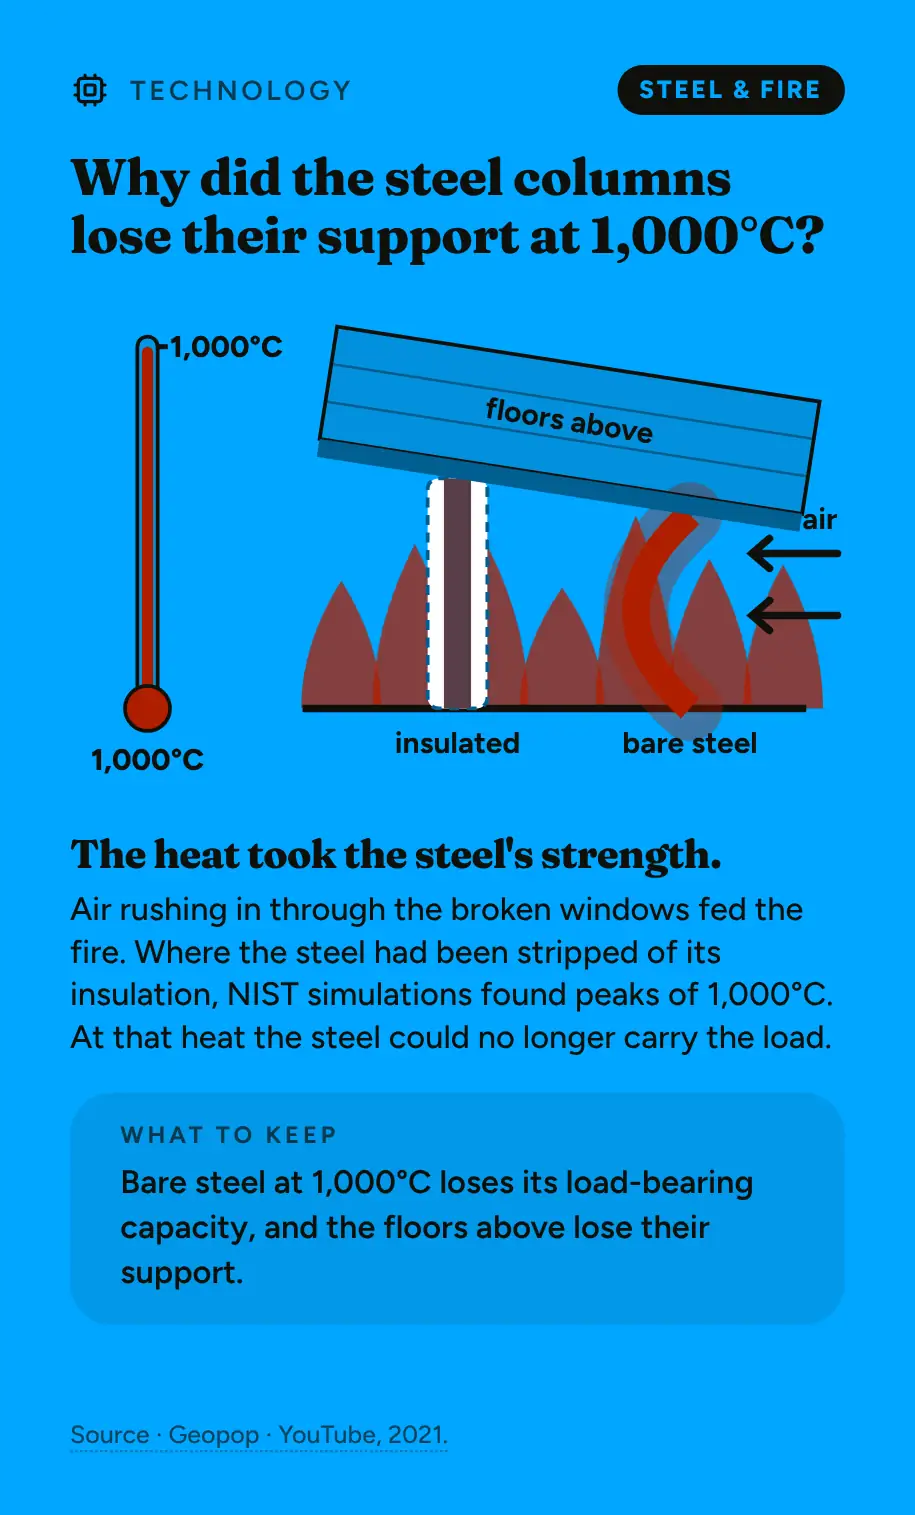 TECHNOLOGY
STEEL & FIRE
Why did the steel columns
lose their support at 1,000°C?
1,000°C
floors above
air
insulated
bare steel
1,000°C
The heat took the steel's strength.
Air rushing in through the broken windows fed the
fire. Where the steel had been stripped of its
insulation, NIST simulations found peaks of 1,000°C.
At that heat the steel could no longer carry the load.
WHAT TO KEEP
Bare steel at 1,000°C loses its load-bearing
capacity, and the floors above lose their
support.
Source · Geopop · YouTube, 2021.